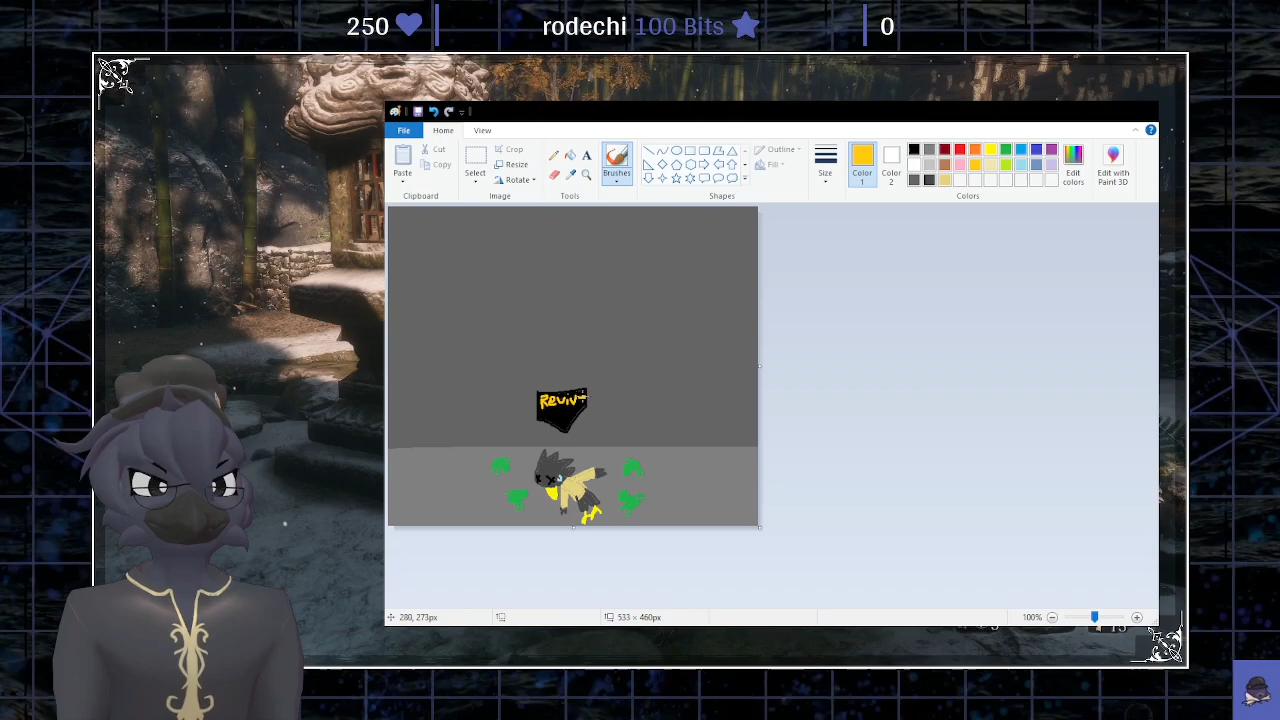 250 rodechi 100 Bits 0
File Home View
Cut
Copy
Paste
Clipboard
Crop
Resize
Rotate
Select
Image
Tools
Brushes
Outline
Fill
Shapes
Size
Color 1
Color 2
Edit colors
Edit with Paint 3D
Colors
Reviv
280, 273px 533 × 460px 100%